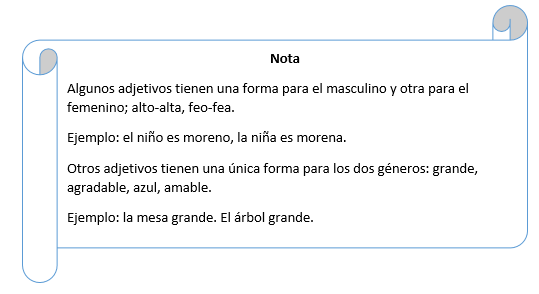 Nota
Algunos adjetivos tienen una forma para el masculino y otra para el
femenino; alto-alta, feo-fea.
Ejemplo: el niño es moreno, la niña es morena.
Otros adjetivos tienen una única forma para los dos géneros: grande,
agradable, azul, amable.
Ejemplo: la mesa grande. El árbol grande.